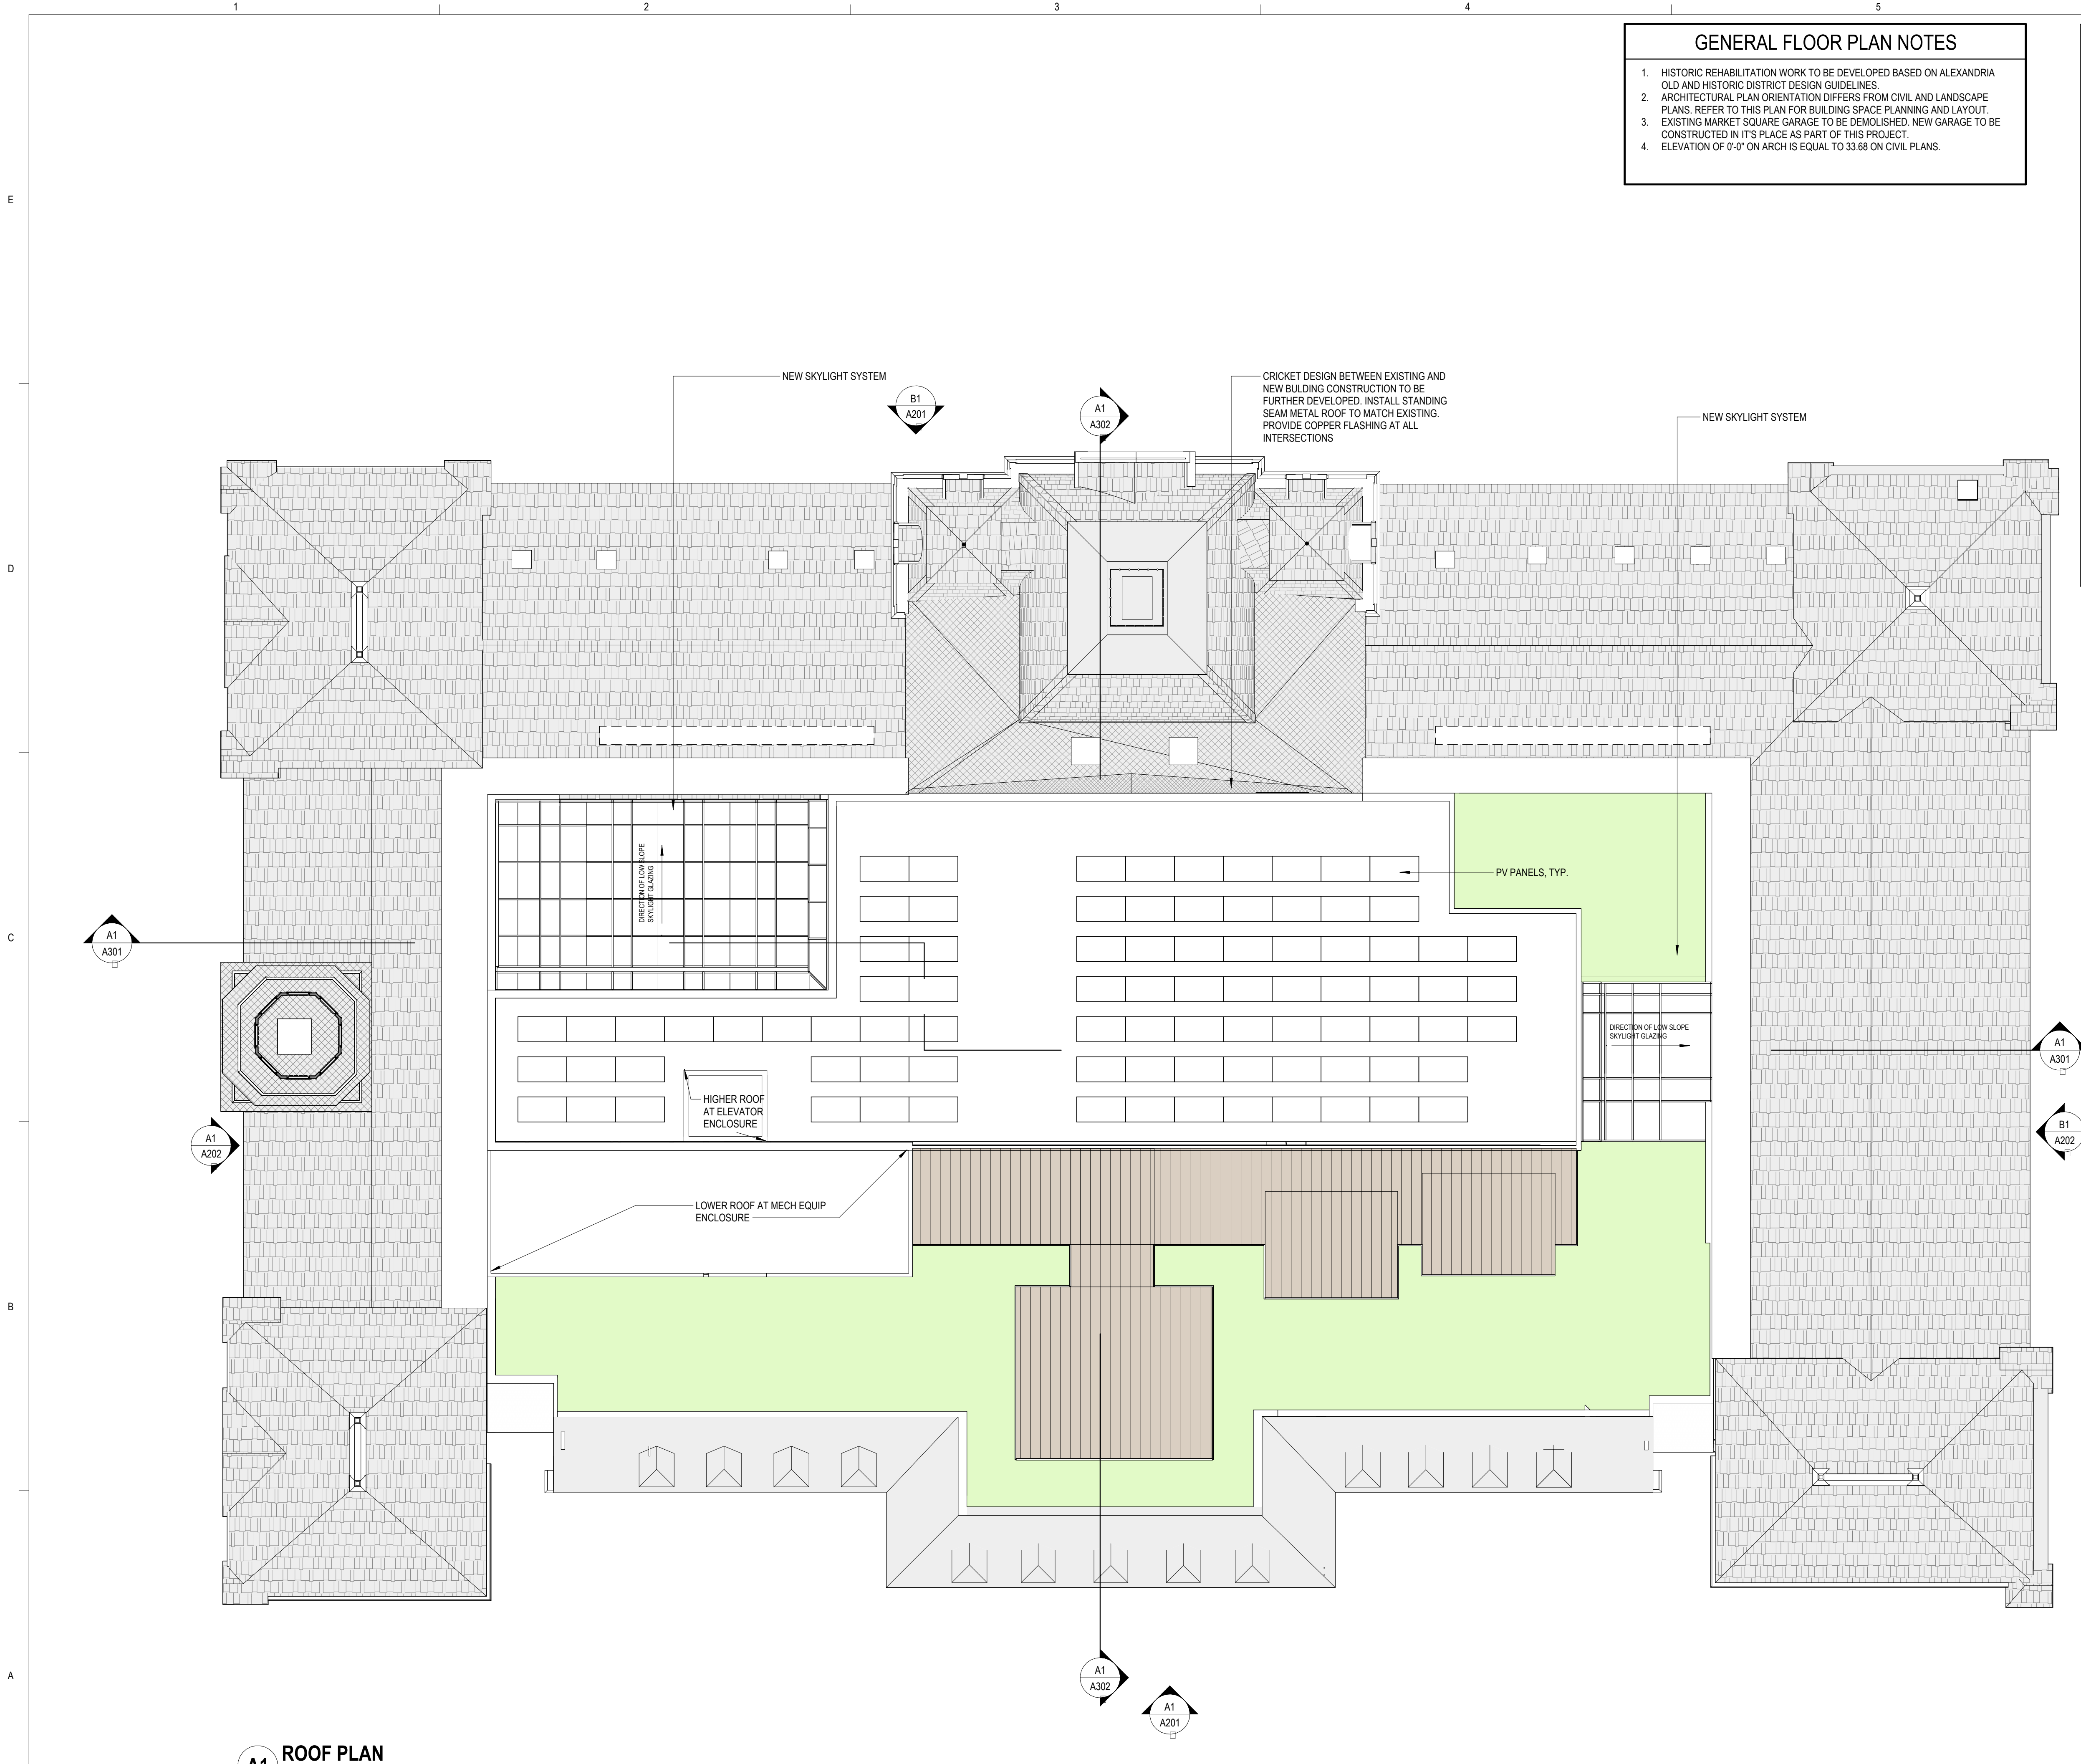 1
2
3
4
5
GENERAL FLOOR PLAN NOTES
1. HISTORIC REHABILITATION WORK TO BE DEVELOPED BASED ON ALEXANDRIA
OLD AND HISTORIC DISTRICT DESIGN GUIDELINES.
2. ARCHITECTURAL PLAN ORIENTATION DIFFERS FROM CIVIL AND LANDSCAPE
PLANS. REFER TO THIS PLAN FOR BUILDING SPACE PLANNING AND LAYOUT.
3. EXISTING MARKET SQUARE GARAGE TO BE DEMOLISHED. NEW GARAGE TO BE
CONSTRUCTED IN IT'S PLACE AS PART OF THIS PROJECT.
4. ELEVATION OF 0'-0" ON ARCH IS EQUAL TO 33.68 ON CIVIL PLANS.
E
NEW SKYLIGHT SYSTEM
B1
A201
A1
A302
CRICKET DESIGN BETWEEN EXISTING AND
NEW BULDING CONSTRUCTION TO BE
FURTHER DEVELOPED. INSTALL STANDING
SEAM METAL ROOF TO MATCH EXISTING.
PROVIDE COPPER FLASHING AT ALL
INTERSECTIONS
NEW SKYLIGHT SYSTEM
D
DIRECTION OF LOW SLOPE
SKYLIGHT GLAZING
PV PANELS, TYP.
C
A1
A301
DIRECTION OF LOW SLOPE
SKYLIGHT GLAZING
A1
A301
HIGHER ROOF
AT ELEVATOR
ENCLOSURE
A1
A202
B1
A202
LOWER ROOF AT MECH EQUIP
ENCLOSURE
B
A
A1
A302
A1
A201
A1
ROOF PLAN